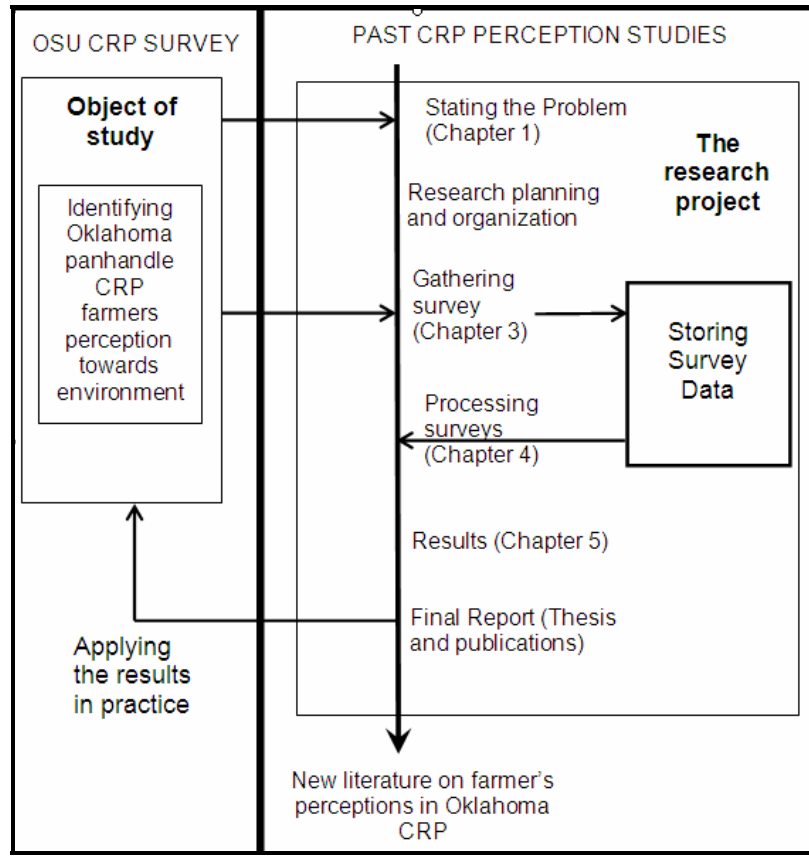 OSU CRP SURVEY
Object of
study
Identifying
Oklahoma
panhandle
CRP
farmers
perception
towards
environment
Applying
the results
in practice
PAST CRP PERCEPTION STUDIES
Stating the Problem
(Chapter 1)
The
research
project
Research planning
and organization
Gathering
survey
(Chapter 3)
Storing
Survey
Data
Processing
surveys
(Chapter 4)
Results (Chapter 5)
Final Report (Thesis
and publications)
New literature on farmer's
perceptions in Oklahoma
CRP